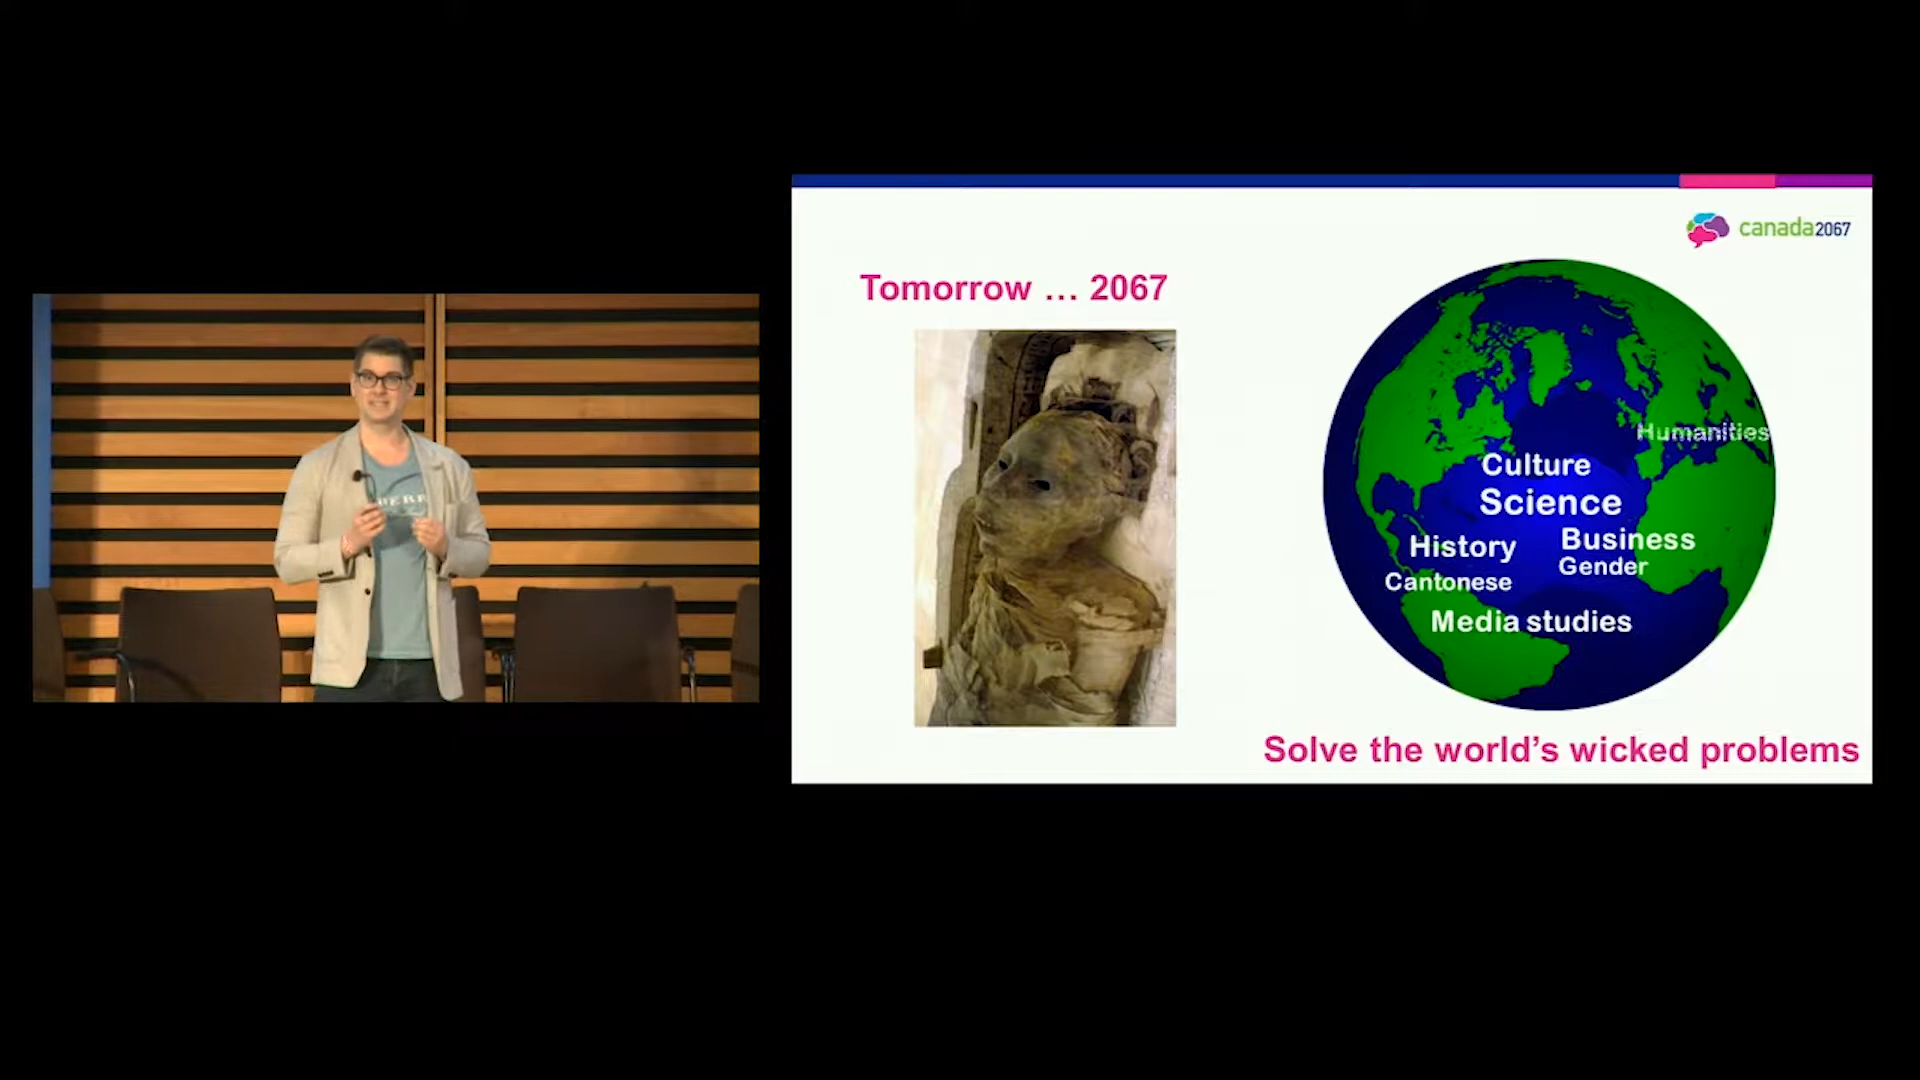 canada2067
Tomorrow … 2067
Humanities
Culture
Science
History
Business
Gender
Cantonese
Media studies
Solve the world's wicked problems